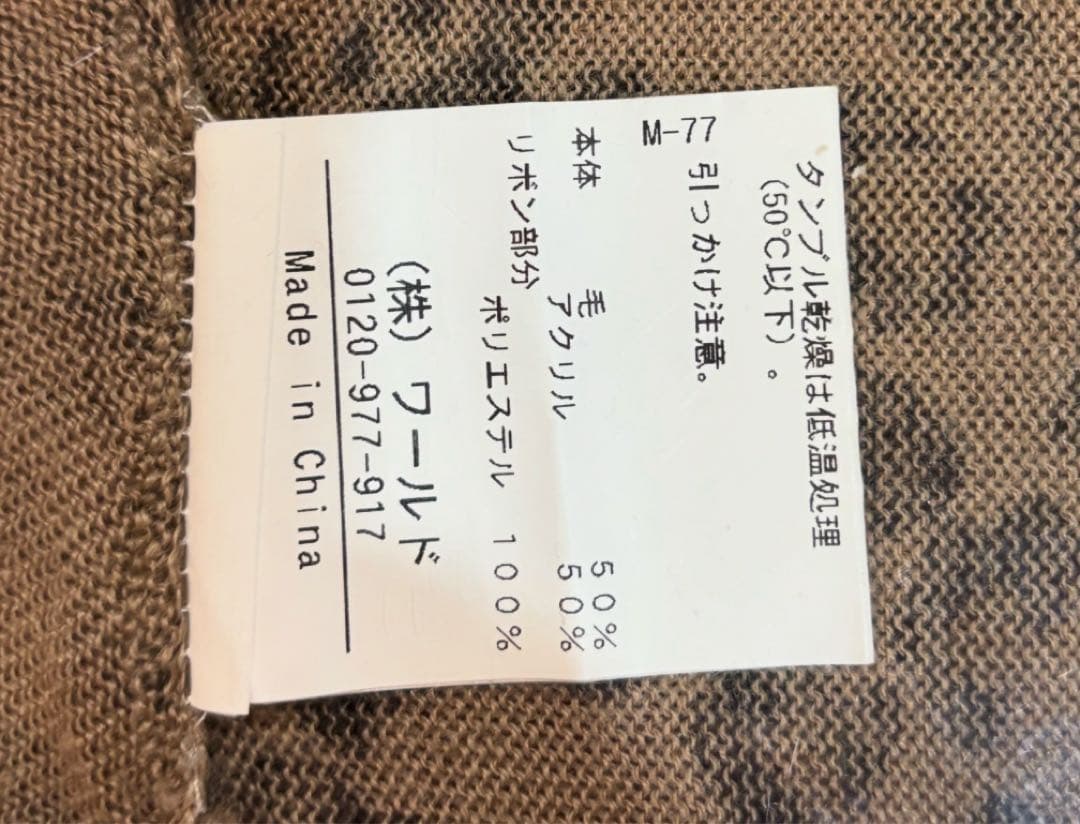 タンブル乾燥は低温処理
(50℃以下)。
引っかけ注意。
M-77
本体 毛 50%
アクリル 50%
リボン部分
ポリエステル 100%
(株) ワールド
0120-977-917
Made in China